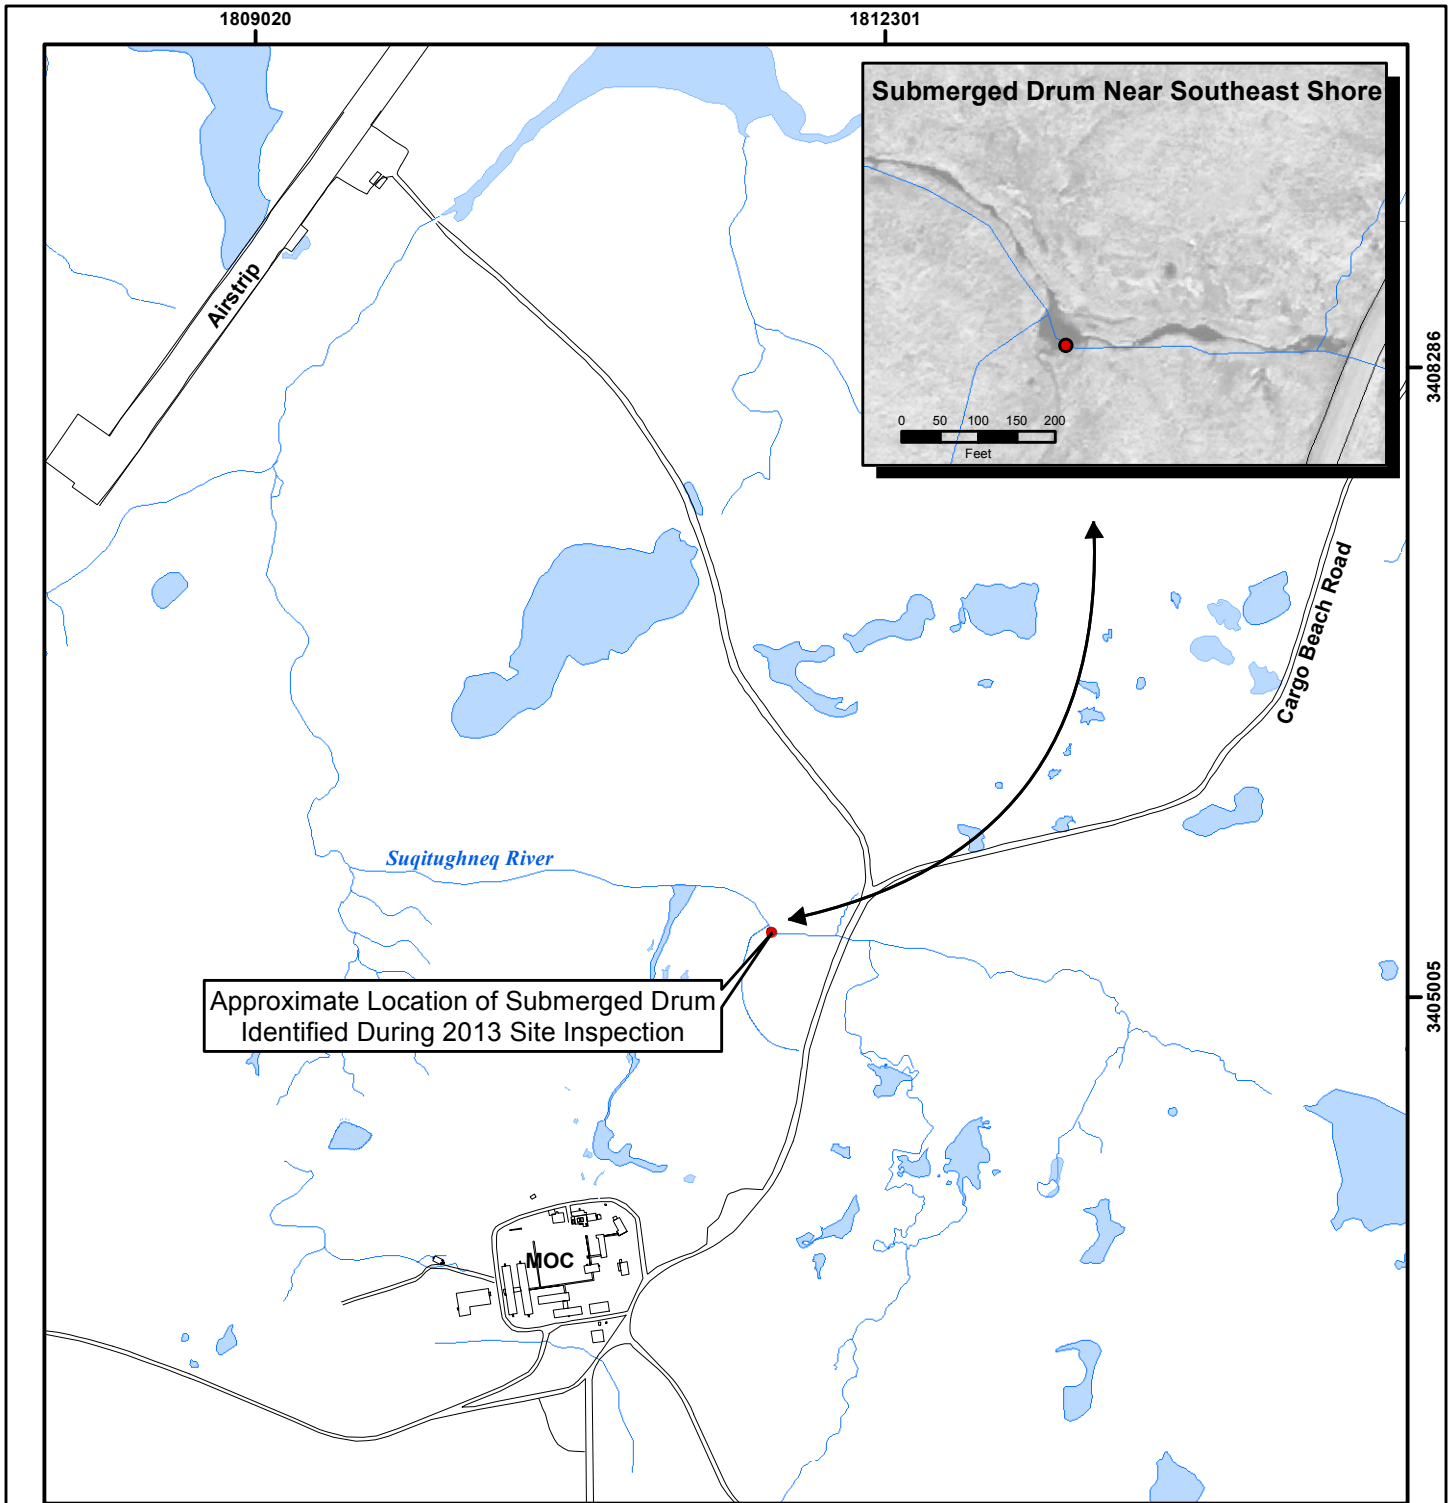 1809020
1812301
Submerged Drum Near Southeast Shore
0 50 100 150 200
Feet
3408286
Airstrip
Cargo Beach Road
Suqitughneq River
Approximate Location of Submerged Drum
Identified During 2013 Site Inspection
3405005
MOC